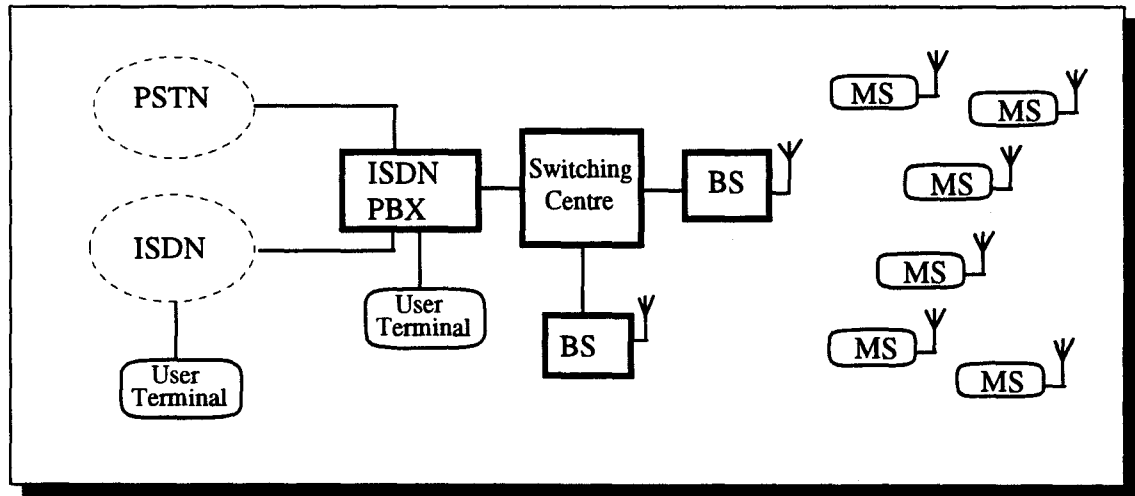 PSTN
ISDN
User
Terminal
ISDN
PBX
User
Terminal
Switching
Centre
BS
BS
MS
MS
MS
MS
MS
MS